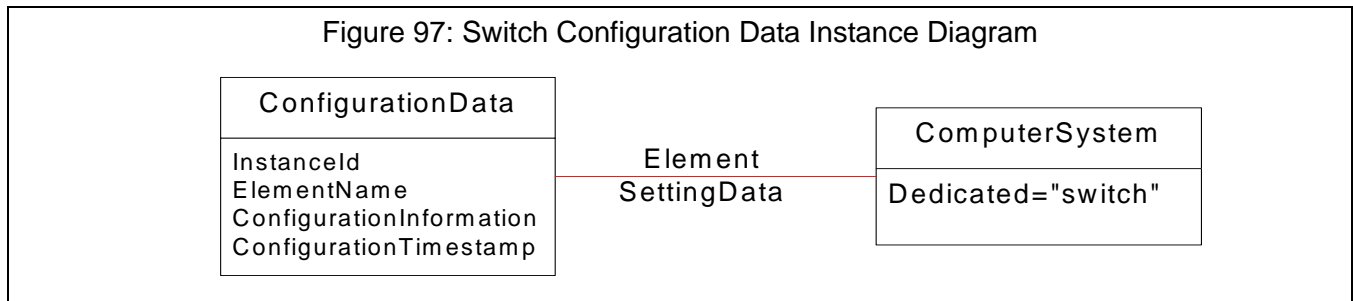 Figure 97: Switch Configuration Data Instance Diagram
ConfigurationData
InstanceId
ElementName
ConfigurationInformation
ConfigurationTimestamp
Element
SettingData
ComputerSystem
Dedicated="switch"